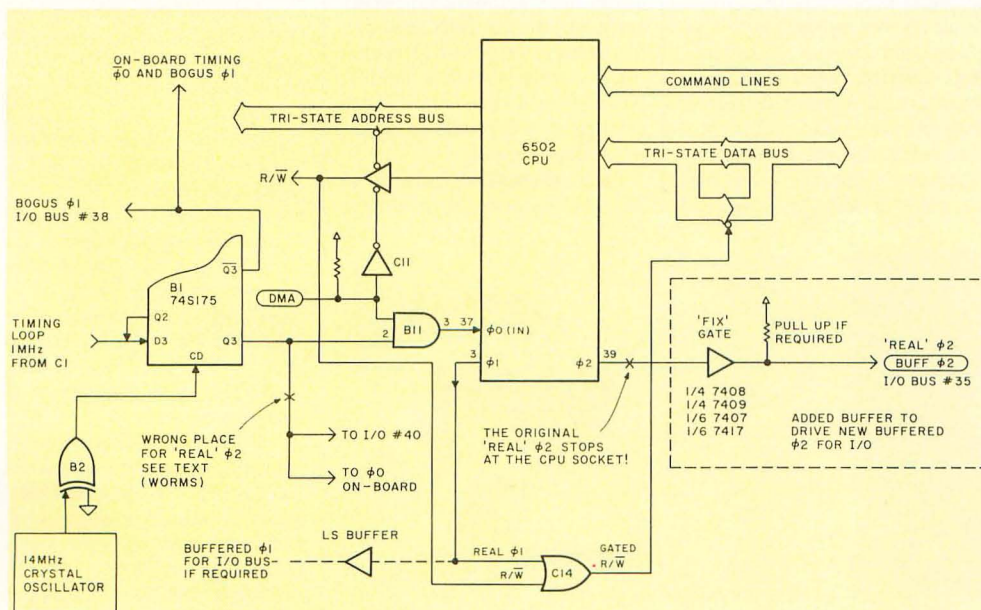 ON-BOARD TIMING
φ̅0 AND BOGUS φ1
TRI-STATE ADDRESS BUS
COMMAND LINES
6502
CPU
TRI-STATE DATA BUS
R/W̅
BOGUS φ1
I/O BUS #38
Q̅3̅
B1
74S175
Q2
D3
Q3
CD
C11
DMA
TIMING
LOOP
1MHz
FROM C1
2
B11
3
37
φ0 (IN)
3
φ1
φ2
39
'FIX'
GATE
PULL UP IF
REQUIRED
'REAL' φ2
BUFF φ2
I/O BUS #35
1/4 7408
1/4 7409
1/6 7407
1/6 7417
ADDED BUFFER TO
DRIVE NEW BUFFERED
φ2 FOR I/O
WRONG PLACE
FOR 'REAL' φ2
SEE TEXT
(WORMS)
TO I/O #40
TO φ0
ON-BOARD
THE ORIGINAL
'REAL' φ2 STOPS
AT THE CPU SOCKET!
B2
14MHz
CRYSTAL
OSCILLATOR
LS BUFFER
BUFFERED φ1
FOR I/O BUS-
IF REQUIRED
REAL φ1
R/W̅
C14
GATED
R/W̅